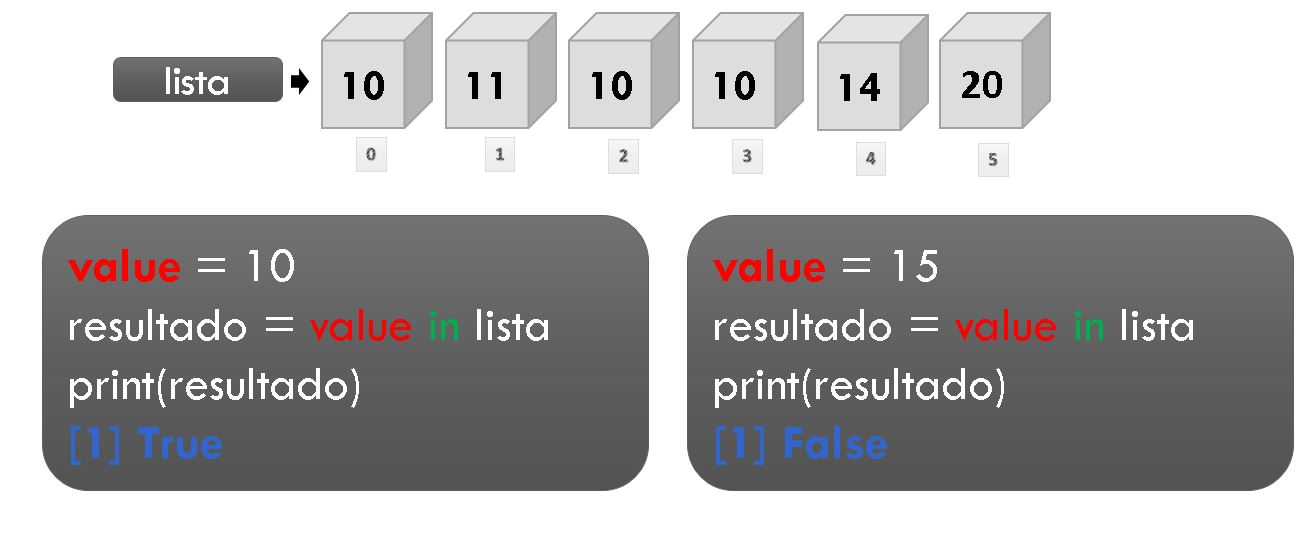 lista
10 11 10 10 14 20
0 1 2 3 4 5
value = 10
resultado = value in lista
print(resultado)
[1] True
value = 15
resultado = value in lista
print(resultado)
[1] False